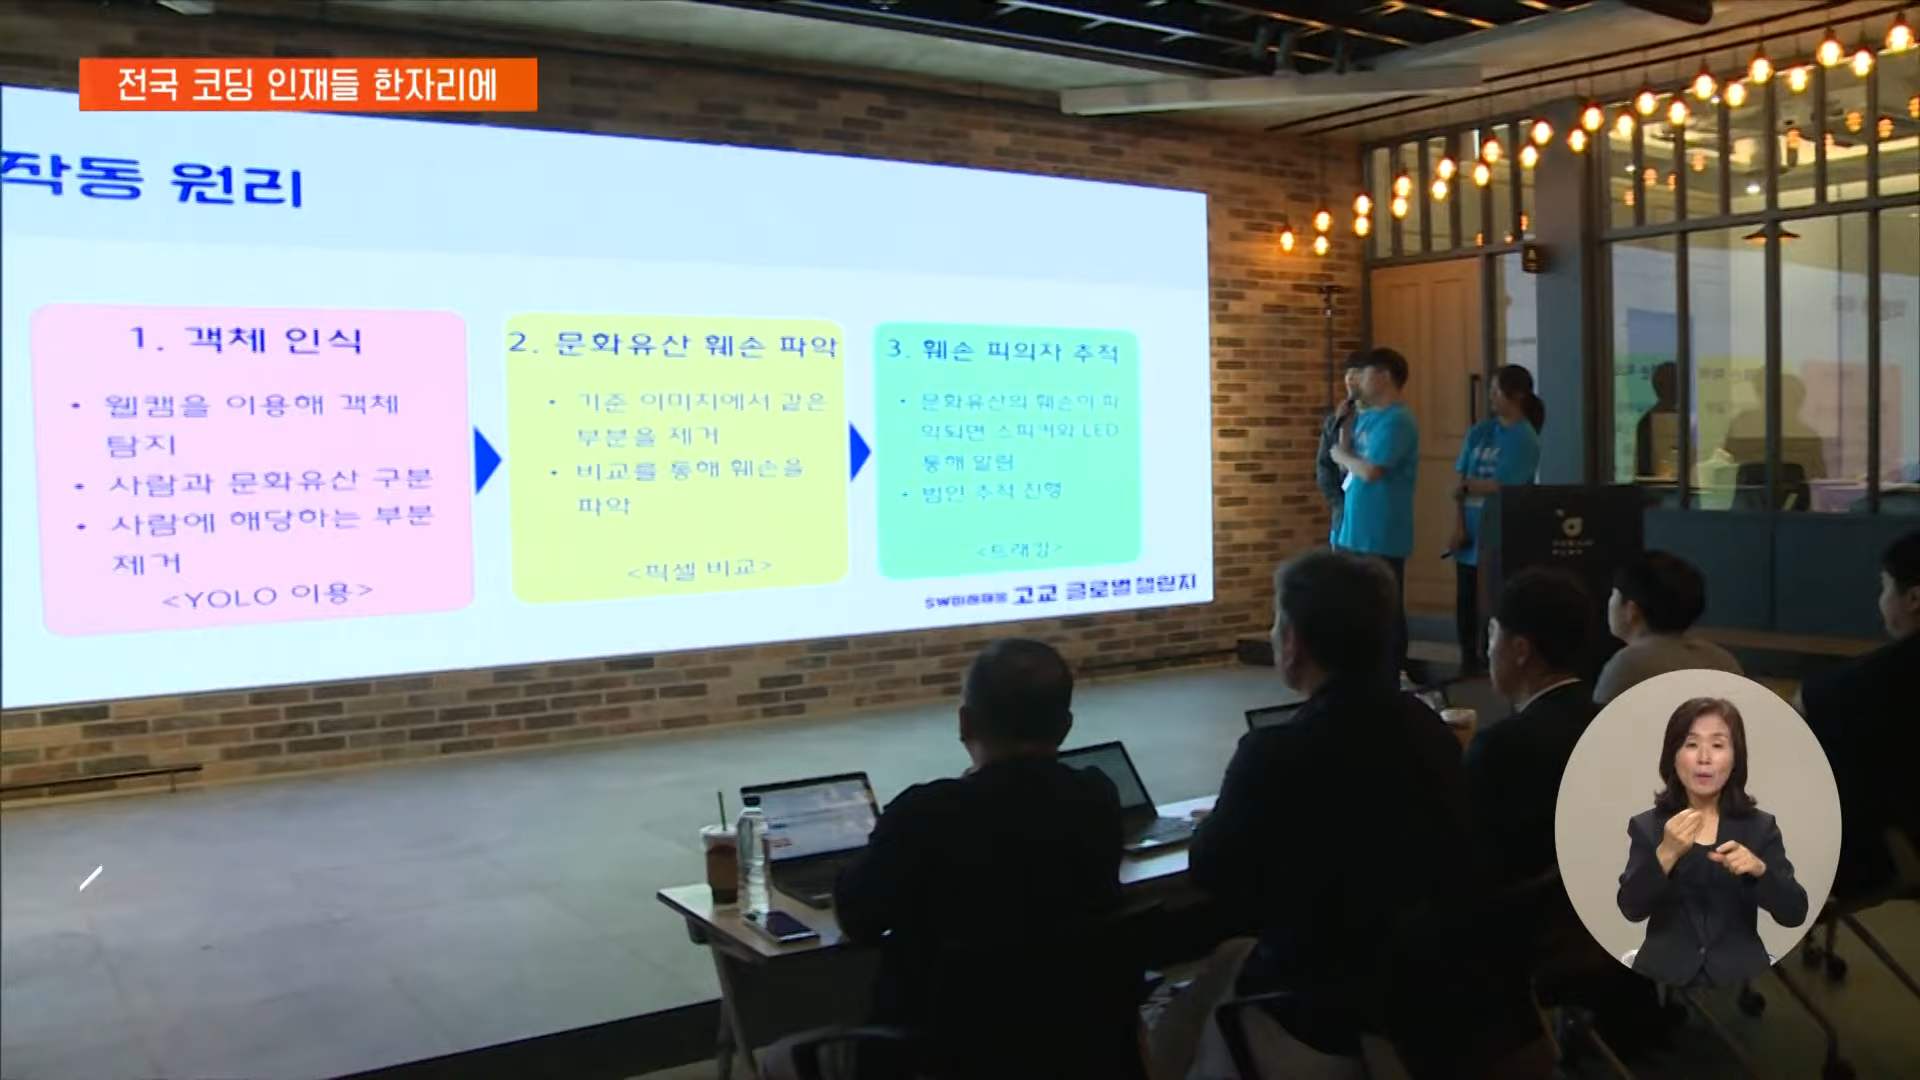 전국 코딩 인재들 한자리에
작동 원리
1. 객체 인식
• 웹캠을 이용해 객체
탐지
• 사람과 문화유산 구분
• 사람에 해당하는 부분
제거
<YOLO 이용>
2. 문화유산 훼손 파악
• 기준 이미지에서 같은
부분을 제거
• 비교를 통해 훼손을
파악
<픽셀 비교>
3. 훼손 피의자 추적
• 문화유산의 훼손이 파
악되면 스피커와 LED
통해 알림
• 범인 추적 진행
<트래킹>
SW미래채움 고교 글로벌 챌린지